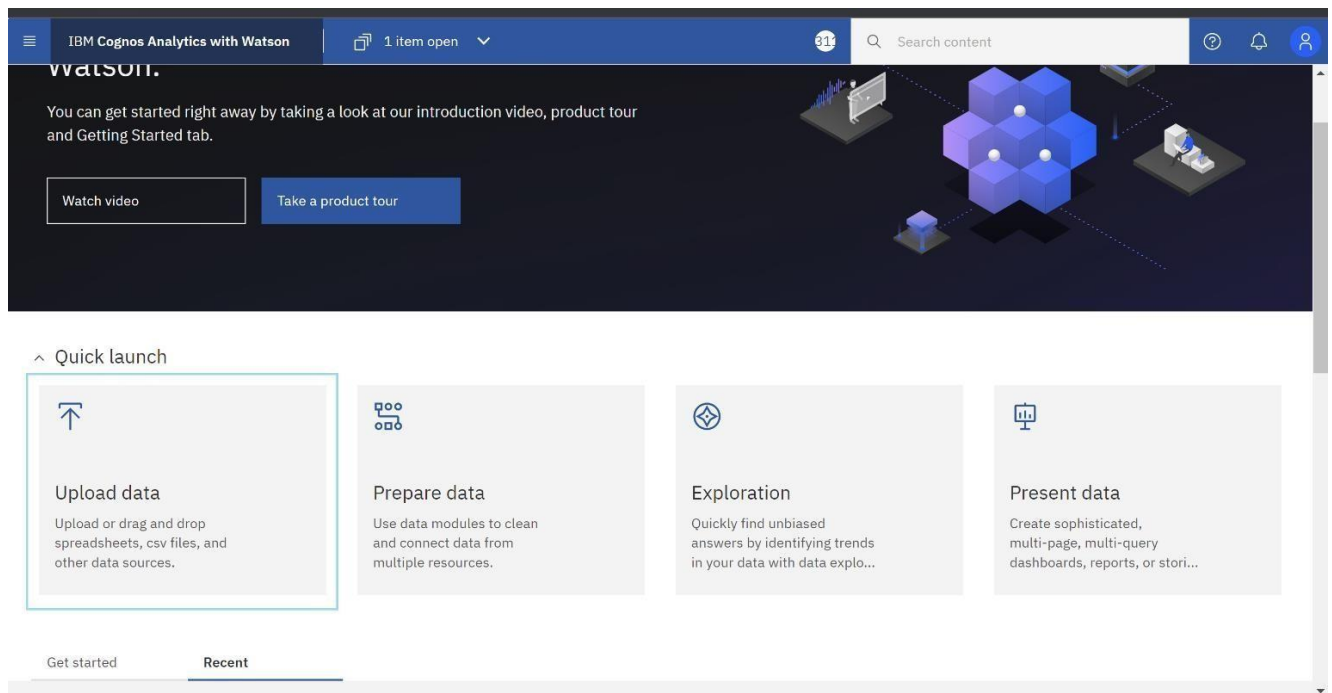 IBM Cognos Analytics with Watson
1 item open
311
Search content
Watson.
You can get started right away by taking a look at our introduction video, product tour
and Getting Started tab.
Watch video
Take a product tour
Quick launch
Upload data
Upload or drag and drop
spreadsheets, csv files, and
other data sources.
Prepare data
Use data modules to clean
and connect data from
multiple resources.
Exploration
Quickly find unbiased
answers by identifying trends
in your data with data explo...
Present data
Create sophisticated,
multi-page, multi-query
dashboards, reports, or stori...
Get started
Recent